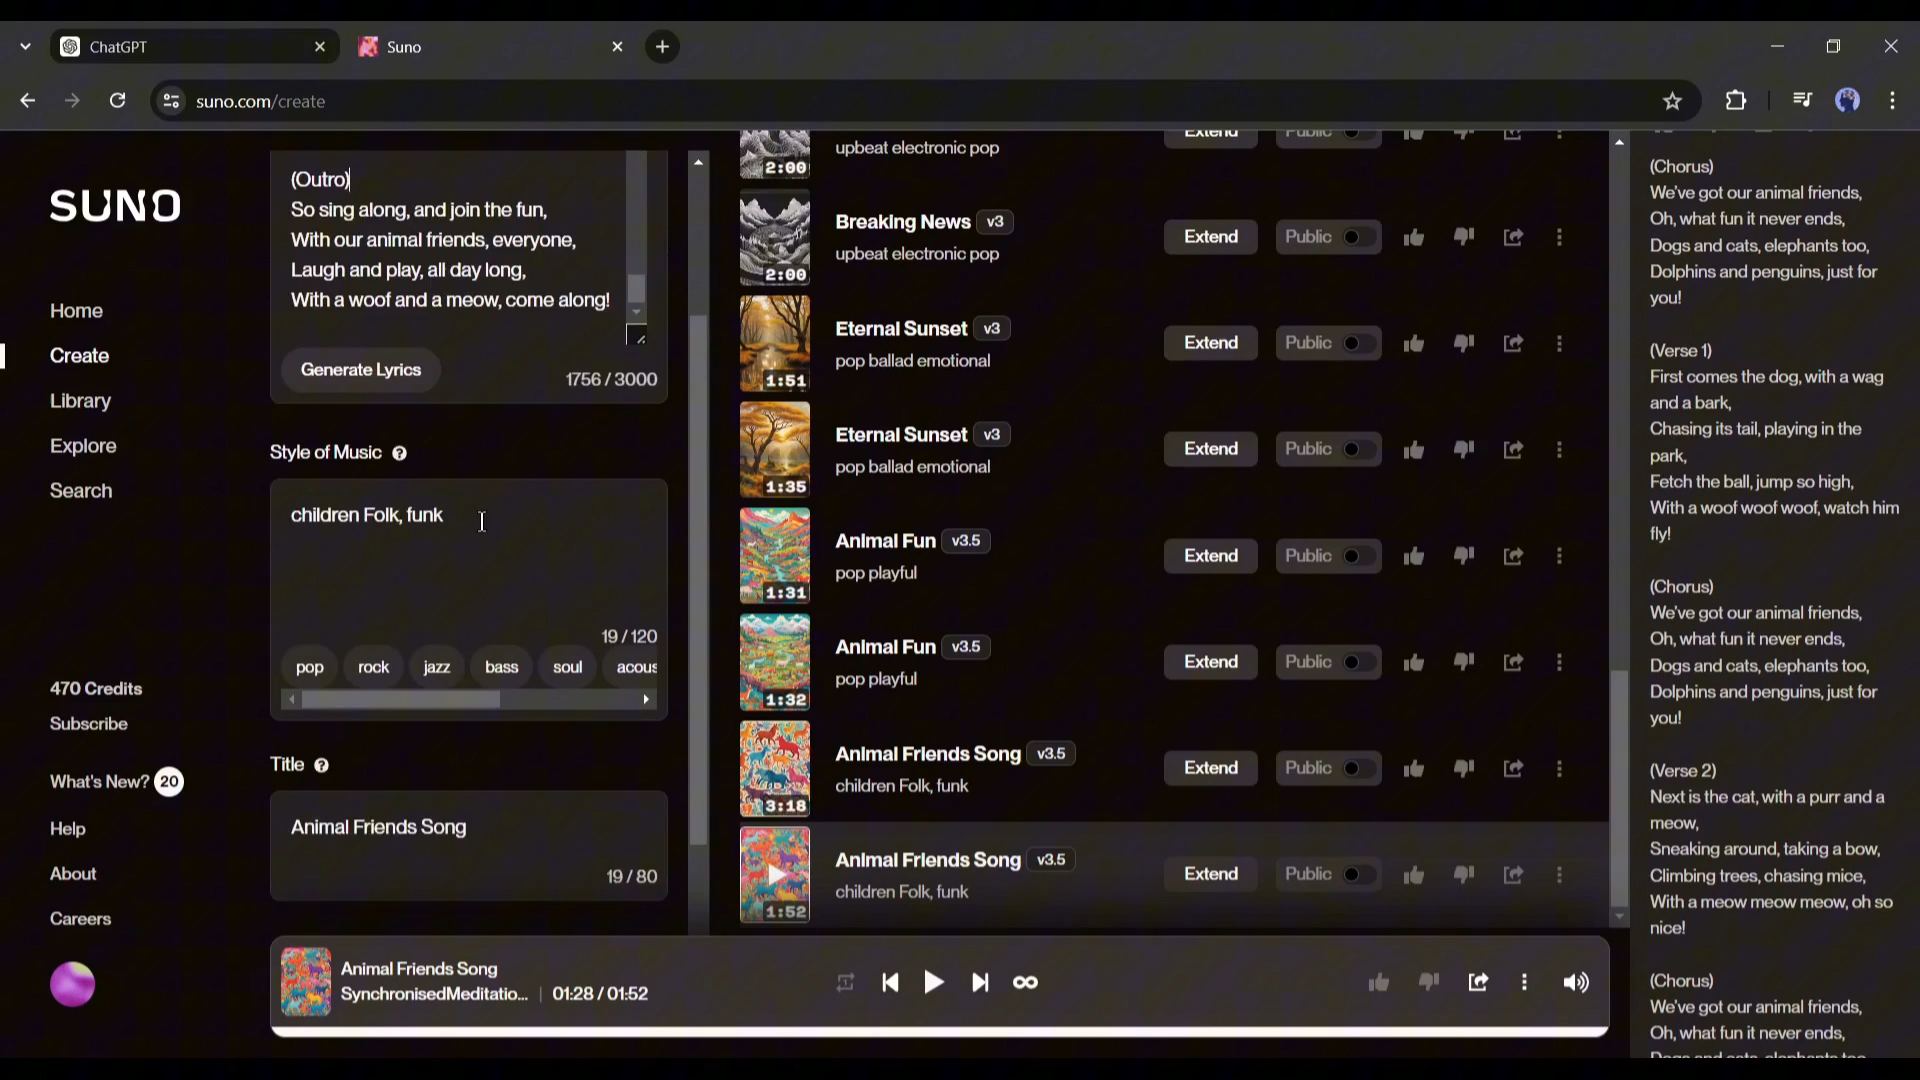 ChatGPT
Suno
suno.com/create
SUNO
Home
Create
Library
Explore
Search
470 Credits
Subscribe
What's New? 20
Help
About
Careers
(Outro)
So sing along, and join the fun,
With our animal friends, everyone,
Laugh and play, all day long,
With a woof and a meow, come along!
Generate Lyrics
1756 / 3000
Style of Music
children Folk, funk
19 / 120
pop rock jazz bass soul acous
Title
Animal Friends Song
19 / 80
2:00
upbeat electronic pop
Extend Public
2:00
Breaking News v3
upbeat electronic pop
Extend Public
1:51
Eternal Sunset v3
pop ballad emotional
Extend Public
1:35
Eternal Sunset v3
pop ballad emotional
Extend Public
1:31
Animal Fun v3.5
pop playful
Extend Public
1:32
Animal Fun v3.5
pop playful
Extend Public
3:18
Animal Friends Song v3.5
children Folk, funk
Extend Public
1:52
Animal Friends Song v3.5
children Folk, funk
Extend Public
Animal Friends Song
SynchronisedMeditatio... | 01:28 / 01:52
(Chorus)
We've got our animal friends,
Oh, what fun it never ends,
Dogs and cats, elephants too,
Dolphins and penguins, just for
you!
(Verse 1)
First comes the dog, with a wag
and a bark,
Chasing its tail, playing in the
park,
Fetch the ball, jump so high,
With a woof woof woof, watch him
fly!
(Chorus)
We've got our animal friends,
Oh, what fun it never ends,
Dogs and cats, elephants too,
Dolphins and penguins, just for
you!
(Verse 2)
Next is the cat, with a purr and a
meow,
Sneaking around, taking a bow,
Climbing trees, chasing mice,
With a meow meow meow, oh so
nice!
(Chorus)
We've got our animal friends,
Oh, what fun it never ends,
Dogs and cats, elephants too,